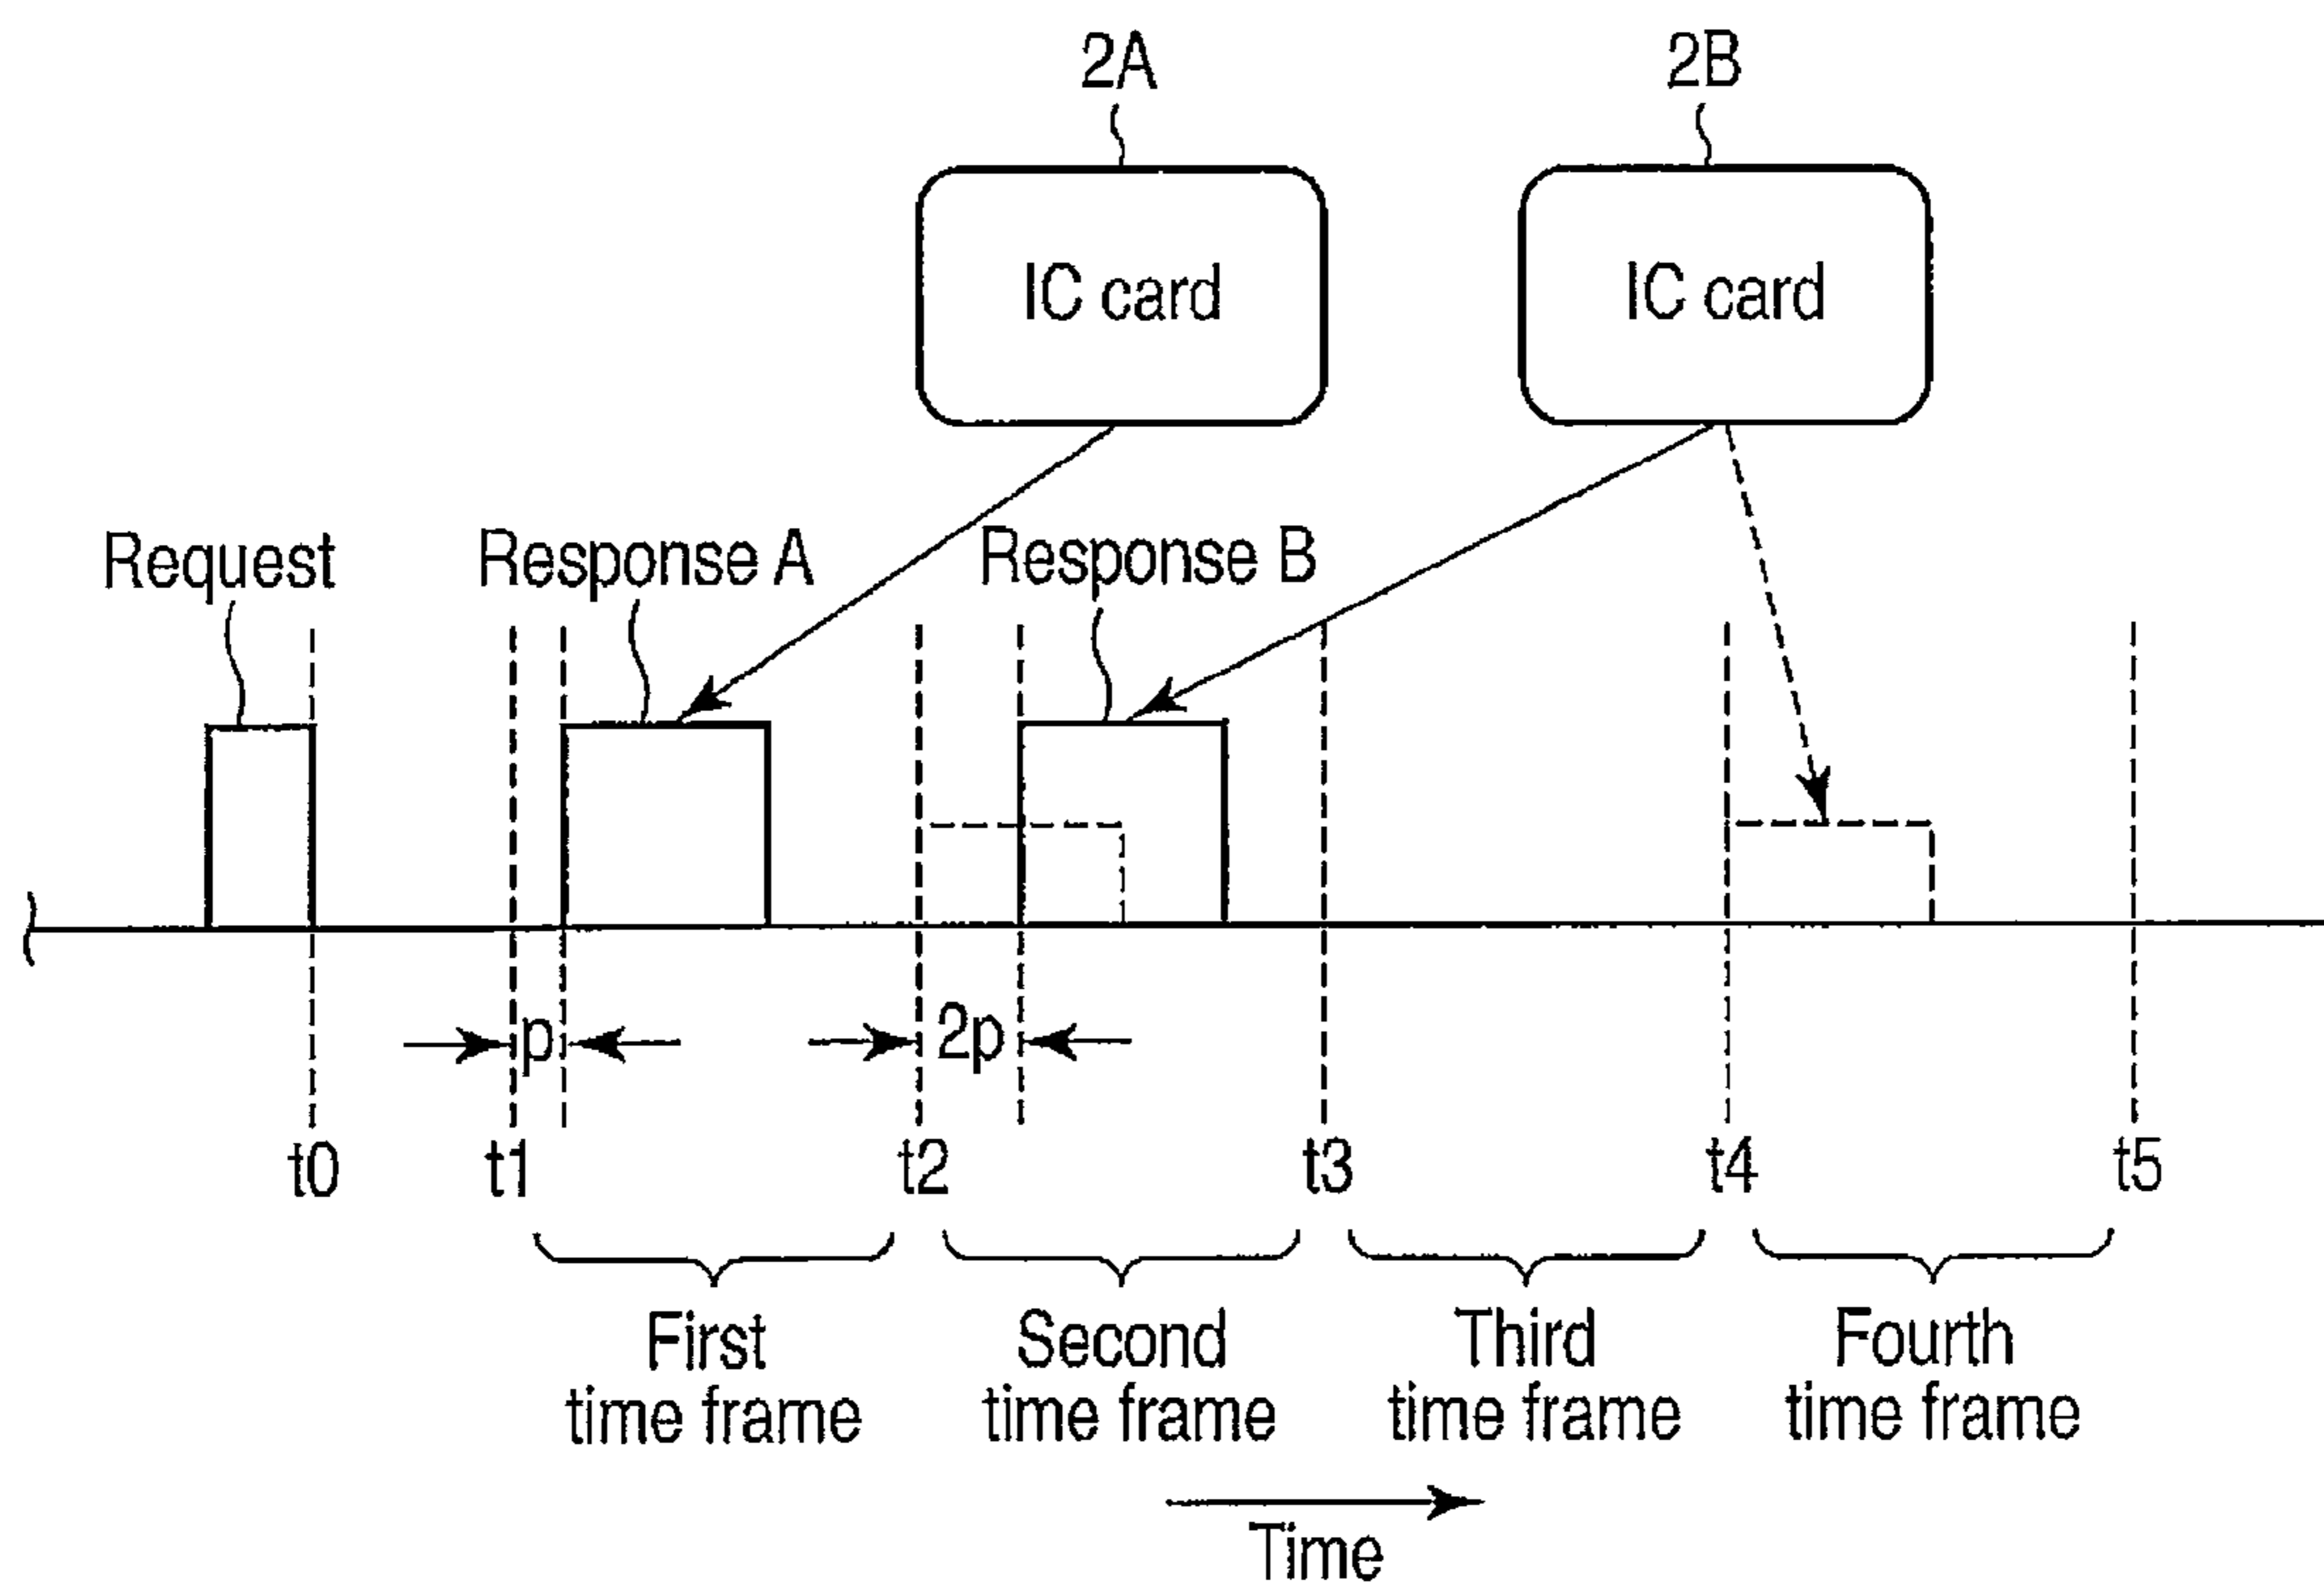 2A
2B
IC card
IC card
Request
Response A
Response B
p
2p
t0
t1
t2
t3
t4
t5
First
time frame
Second
time frame
Third
time frame
Fourth
time frame
Time